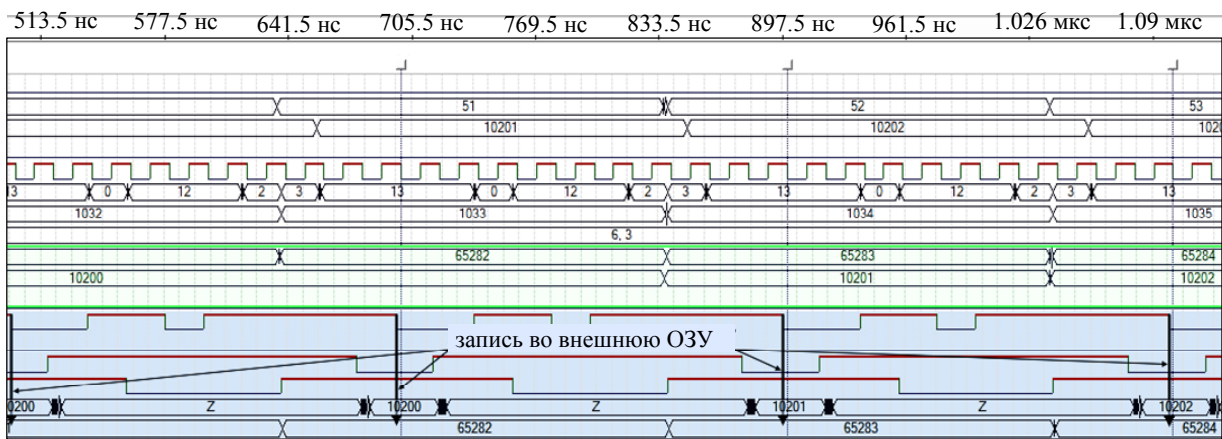 513.5 нс 577.5 нс 641.5 нс 705.5 нс 769.5 нс 833.5 нс 897.5 нс 961.5 нс 1.026 мкс 1.09 мкс
51 52 53
10201 10202
13 0 12 2 3 13 0 12 2 3 13 0 12 2 3 13
1032 1033 1034 1035
6, 3
65282 65283 65284
10200 10201 10202
запись во внешнюю ОЗУ
Z 10200 Z 10201 Z 10202
65282 65283 65284